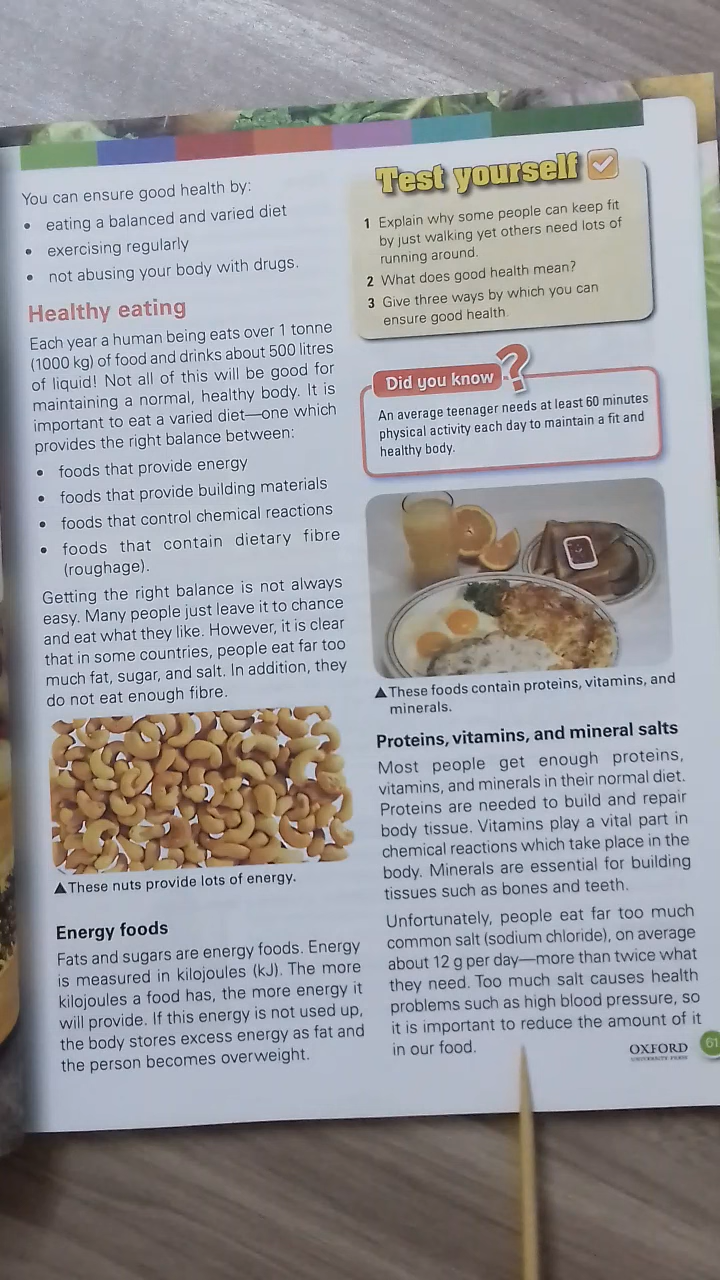 You can ensure good health by:
• eating a balanced and varied diet
• exercising regularly
• not abusing your body with drugs.
Healthy eating
Each year a human being eats over 1 tonne
(1000 kg) of food and drinks about 500 litres
of liquid! Not all of this will be good for
maintaining a normal, healthy body. It is
important to eat a varied diet—one which
provides the right balance between:
• foods that provide energy
• foods that provide building materials
• foods that control chemical reactions
• foods that contain dietary fibre
(roughage).
Getting the right balance is not always
easy. Many people just leave it to chance
and eat what they like. However, it is clear
that in some countries, people eat far too
much fat, sugar, and salt. In addition, they
do not eat enough fibre.
▲These nuts provide lots of energy.
Energy foods
Fats and sugars are energy foods. Energy
is measured in kilojoules (kJ). The more
kilojoules a food has, the more energy it
will provide. If this energy is not used up,
the body stores excess energy as fat and
the person becomes overweight.
Test yourself
1 Explain why some people can keep fit
by just walking yet others need lots of
running around.
2 What does good health mean?
3 Give three ways by which you can
ensure good health.
Did you know ?
An average teenager needs at least 60 minutes
physical activity each day to maintain a fit and
healthy body.
▲These foods contain proteins, vitamins, and
minerals.
Proteins, vitamins, and mineral salts
Most people get enough proteins,
vitamins, and minerals in their normal diet.
Proteins are needed to build and repair
body tissue. Vitamins play a vital part in
chemical reactions which take place in the
body. Minerals are essential for building
tissues such as bones and teeth.
Unfortunately, people eat far too much
common salt (sodium chloride), on average
about 12 g per day—more than twice what
they need. Too much salt causes health
problems such as high blood pressure, so
it is important to reduce the amount of it
in our food.
OXFORD
UNIVERSITY PRESS
61